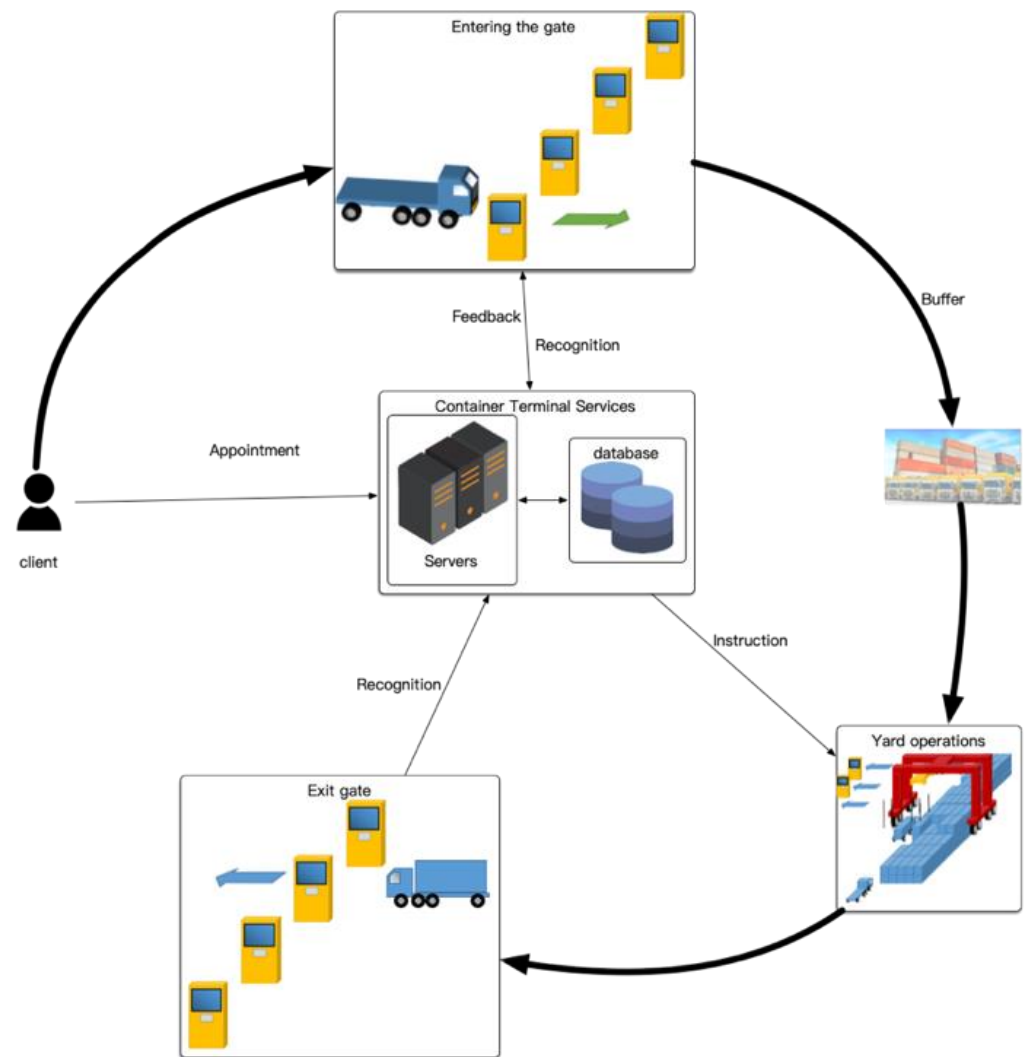 Entering the gate
Buffer
Feedback
Recognition
Container Terminal Services
Appointment
database
Servers
client
Instruction
Recognition
Yard operations
Exit gate